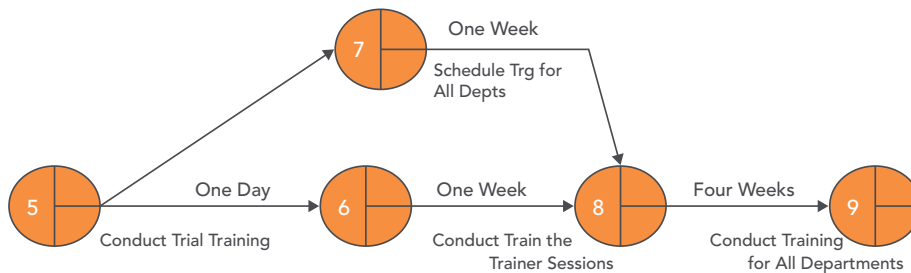 7
One Week
Schedule Trg for
All Depts
5
One Day
6
One Week
8
Four Weeks
9
Conduct Trial Training
Conduct Train the
Trainer Sessions
Conduct Training
for All Departments